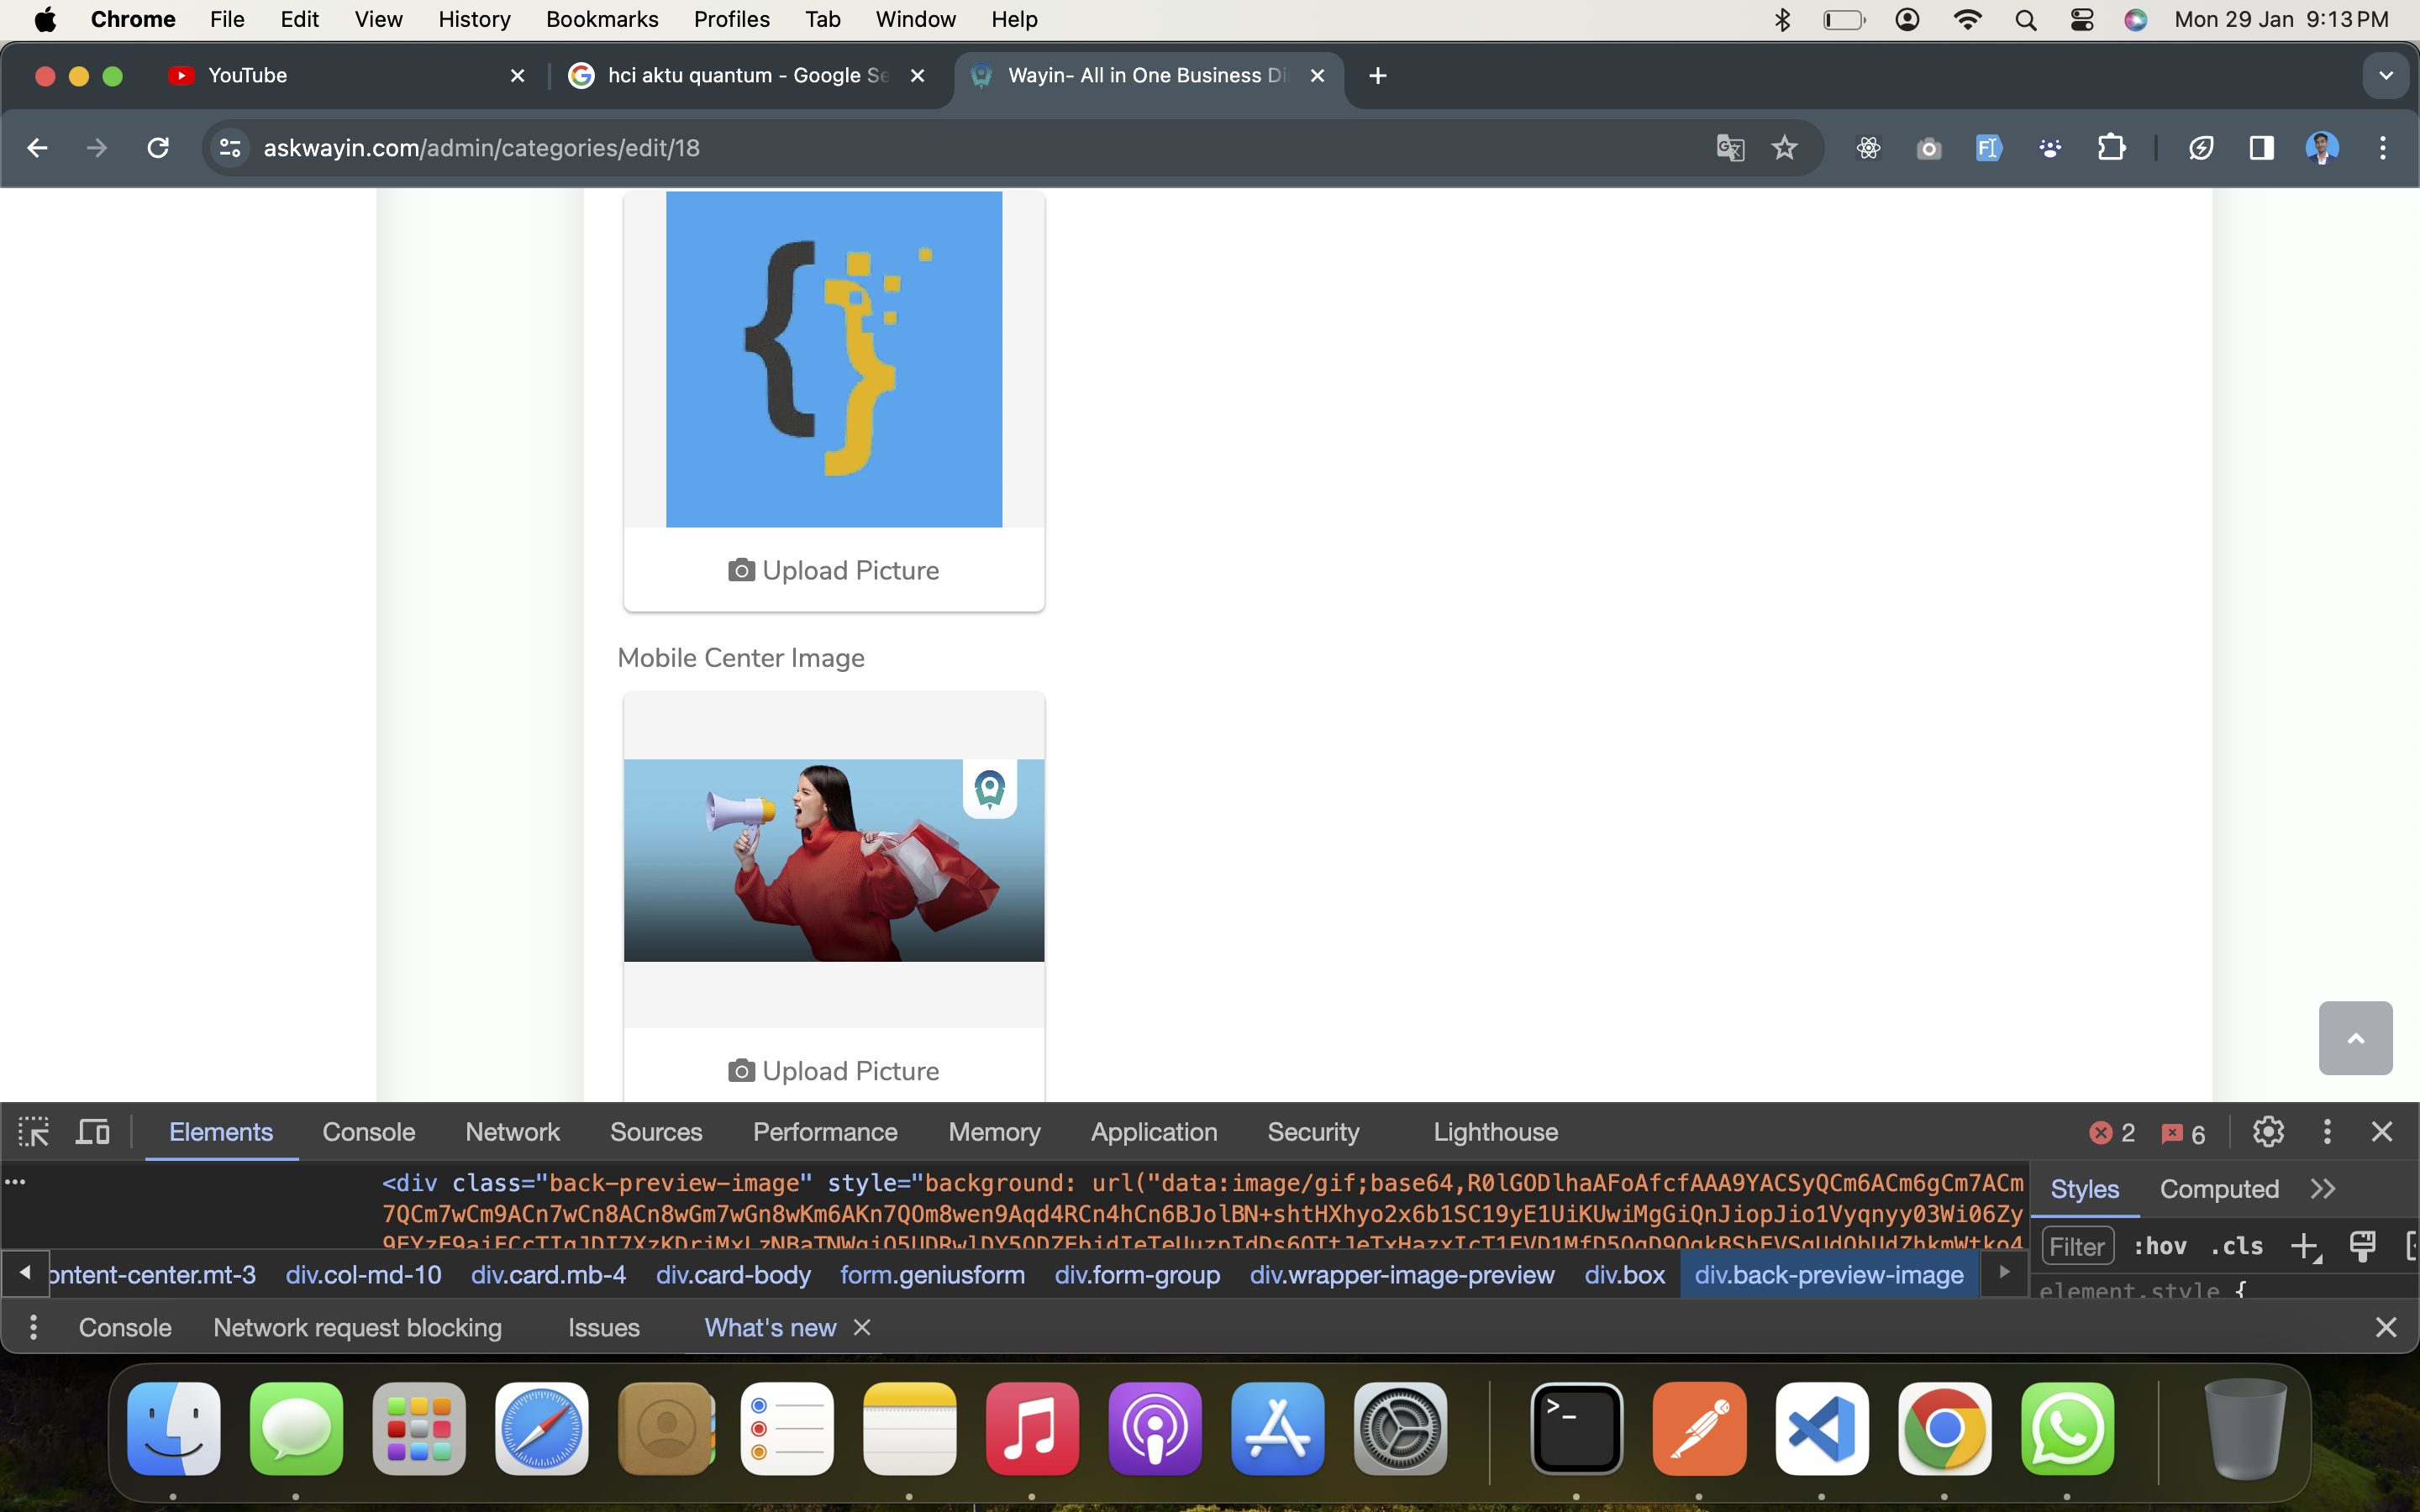 Chrome File Edit View History Bookmarks Profiles Tab Window Help Mon 29 Jan 9:13 PM
YouTube hci aktu quantum - Google Se Wayin- All in One Business Di
askwayin.com/admin/categories/edit/18
Upload Picture
Mobile Center Image
Upload Picture
Elements Console Network Sources Performance Memory Application Security Lighthouse 2 6
<div class="back-preview-image" style="background: url("data:image/gif;base64,R0lGODlhaAFoAfcfAAA9YACSyQCm6ACm6gCm7ACm
7QCm7wCm9ACn7wCn8ACn8wGm7wGn8wKm6AKn7QOm8wen9Aqd4RCn4hCn6BJolBN+shtHXhyo2x6b1SC19yE1UiKUwiMgGiQnJiopJio1Vyqnyy03Wi06Zy
Styles Computed
Filter :hov .cls
ontent-center.mt-3 div.col-md-10 div.card.mb-4 div.card-body form.geniusform div.form-group div.wrapper-image-preview div.box div.back-preview-image
element.style {
Console Network request blocking Issues What's new